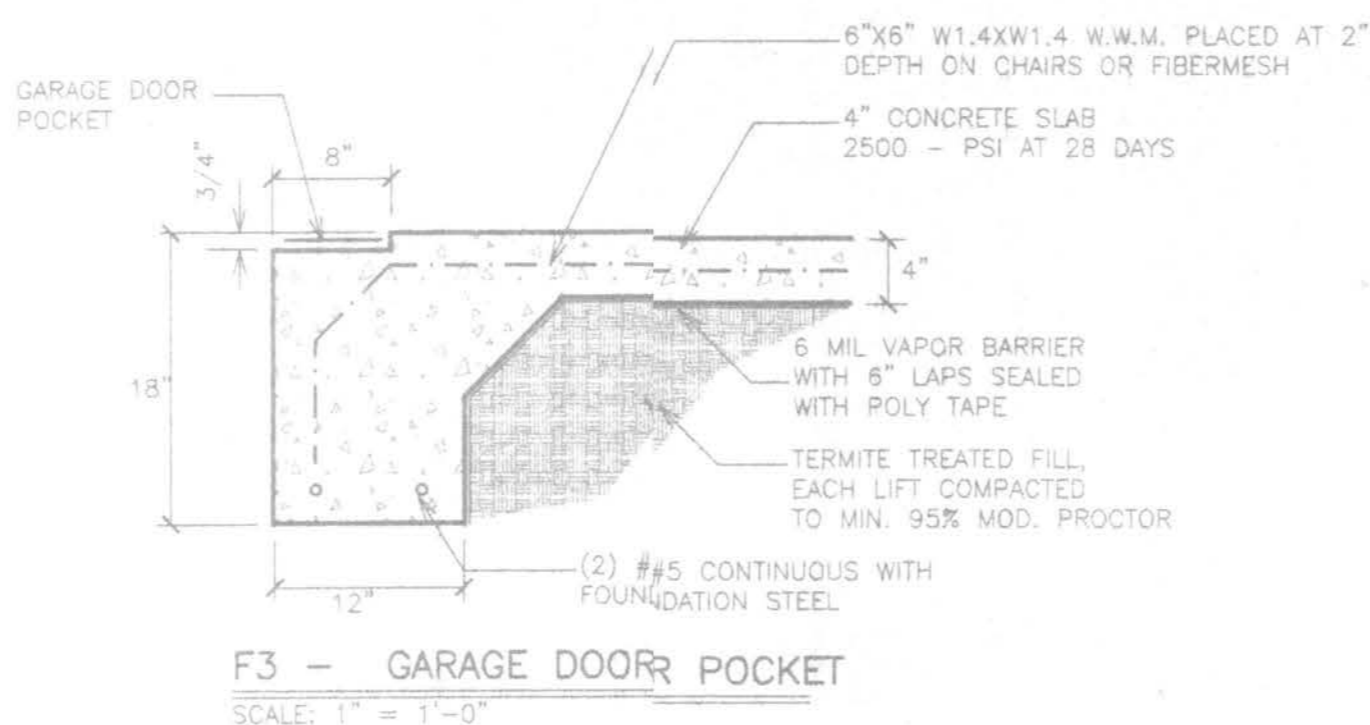 6"X6" W1.4XW1.4 W.W.M. PLACED AT 2"
DEPTH ON CHAIRS OR FIBERMESH
GARAGE DOOR
POCKET
4" CONCRETE SLAB
2500 - PSI AT 28 DAYS
8"
3/4"
4"
18"
6 MIL VAPOR BARRIER
WITH 6" LAPS SEALED
WITH POLY TAPE
TERMITE TREATED FILL,
EACH LIFT COMPACTED
TO MIN. 95% MOD. PROCTOR
(2) ##5 CONTINUOUS WITH
FOUNDATION STEEL
12"
F3 - GARAGE DOOR POCKET
SCALE: 1" = 1'-0"